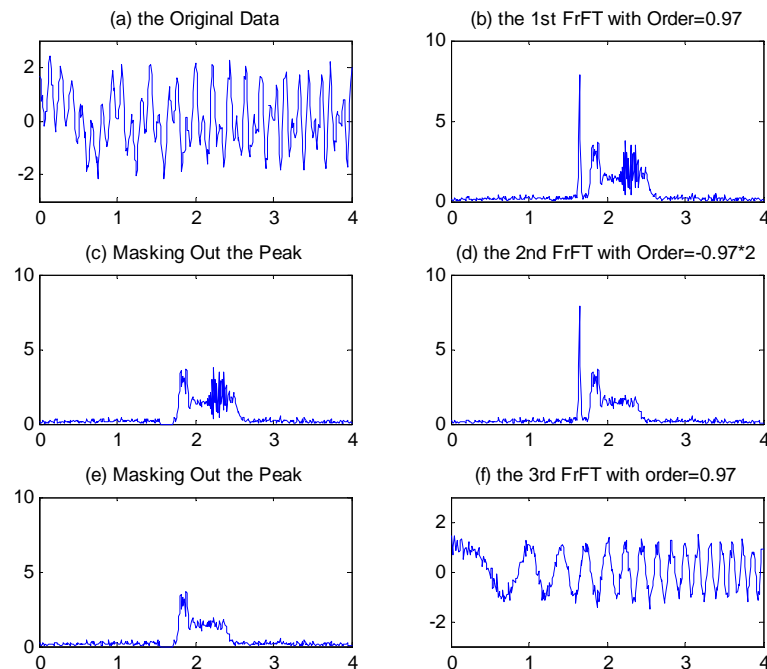 (a) the Original Data
(b) the 1st FrFT with Order=0.97
2
0
-2
0 1 2 3 4
10
5
0
0 1 2 3 4
(c) Masking Out the Peak
(d) the 2nd FrFT with Order=-0.97*2
10
5
0
0 1 2 3 4
10
5
0
0 1 2 3 4
(e) Masking Out the Peak
(f) the 3rd FrFT with order=0.97
10
5
0
0 1 2 3 4
2
0
-2
0 1 2 3 4